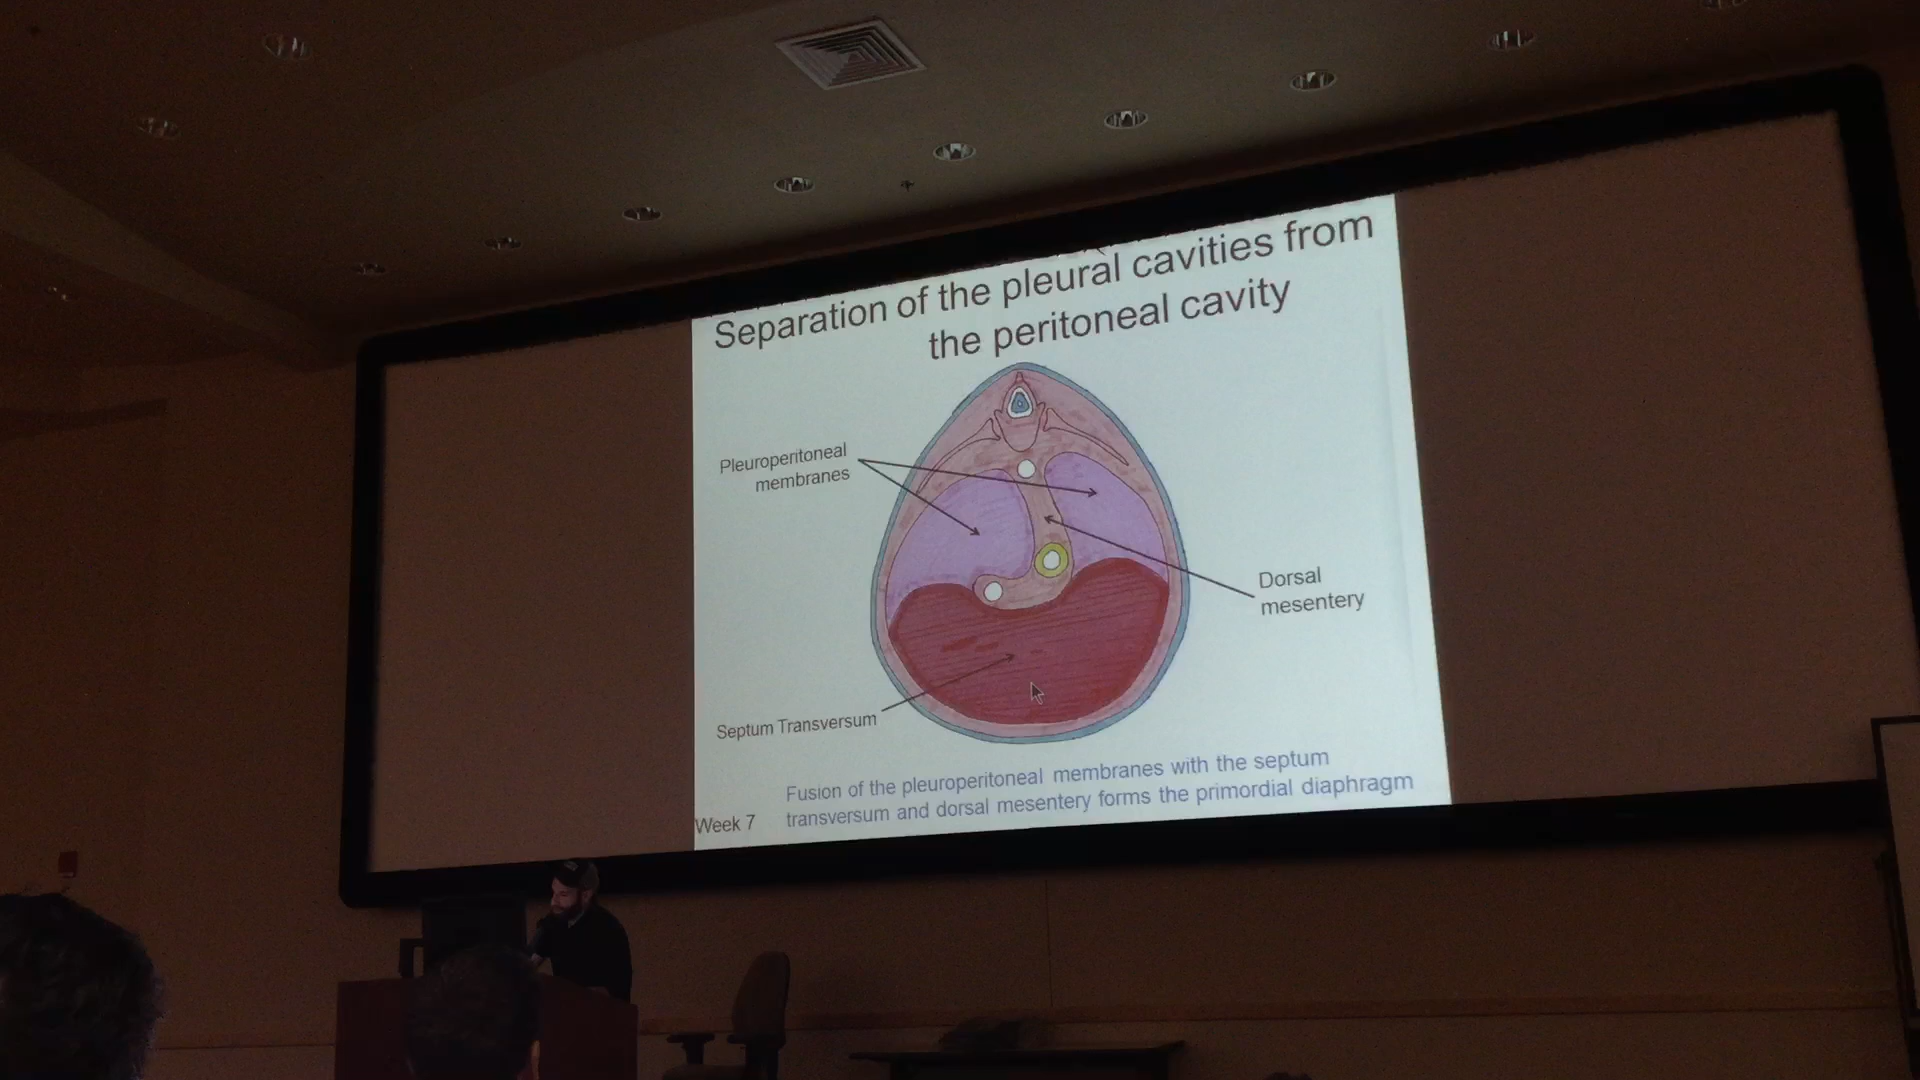 Separation of the pleural cavities from
the peritoneal cavity
Pleuroperitoneal
membranes
Dorsal
mesentery
Septum Transversum
Fusion of the pleuroperitoneal membranes with the septum
transversum and dorsal mesentery forms the primordial diaphragm
Week 7